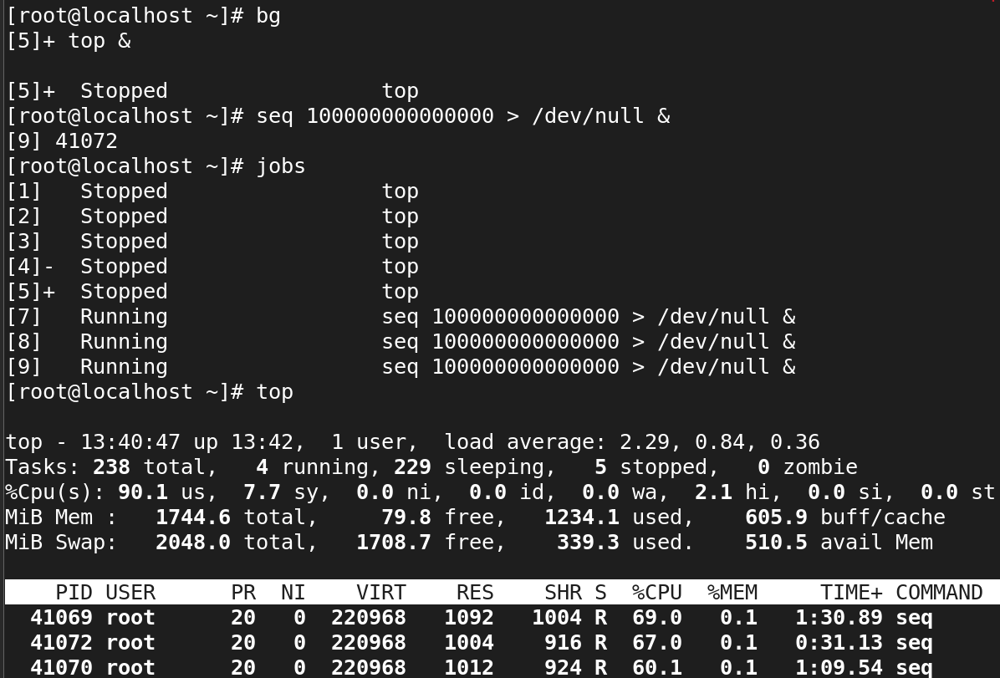 [root@localhost ~]# bg
[5]+ top &
[5]+  Stopped                 top
[root@localhost ~]# seq 100000000000000 > /dev/null &
[9] 41072
[root@localhost ~]# jobs
[1]   Stopped                 top
[2]   Stopped                 top
[3]   Stopped                 top
[4]-  Stopped                 top
[5]+  Stopped                 top
[7]   Running                 seq 100000000000000 > /dev/null &
[8]   Running                 seq 100000000000000 > /dev/null &
[9]   Running                 seq 100000000000000 > /dev/null &
[root@localhost ~]# top
top - 13:40:47 up 13:42,  1 user,  load average: 2.29, 0.84, 0.36
Tasks: 238 total,   4 running, 229 sleeping,   5 stopped,   0 zombie
%Cpu(s): 90.1 us,  7.7 sy,  0.0 ni,  0.0 id,  0.0 wa,  2.1 hi,  0.0 si,  0.0 st
MiB Mem :   1744.6 total,     79.8 free,   1234.1 used,    605.9 buff/cache
MiB Swap:   2048.0 total,   1708.7 free,    339.3 used.    510.5 avail Mem
    PID USER      PR  NI    VIRT    RES    SHR S  %CPU  %MEM     TIME+ COMMAND
  41069 root      20   0  220968   1092   1004 R  69.0   0.1   1:30.89 seq
  41072 root      20   0  220968   1004    916 R  67.0   0.1   0:31.13 seq
  41070 root      20   0  220968   1012    924 R  60.1   0.1   1:09.54 seq